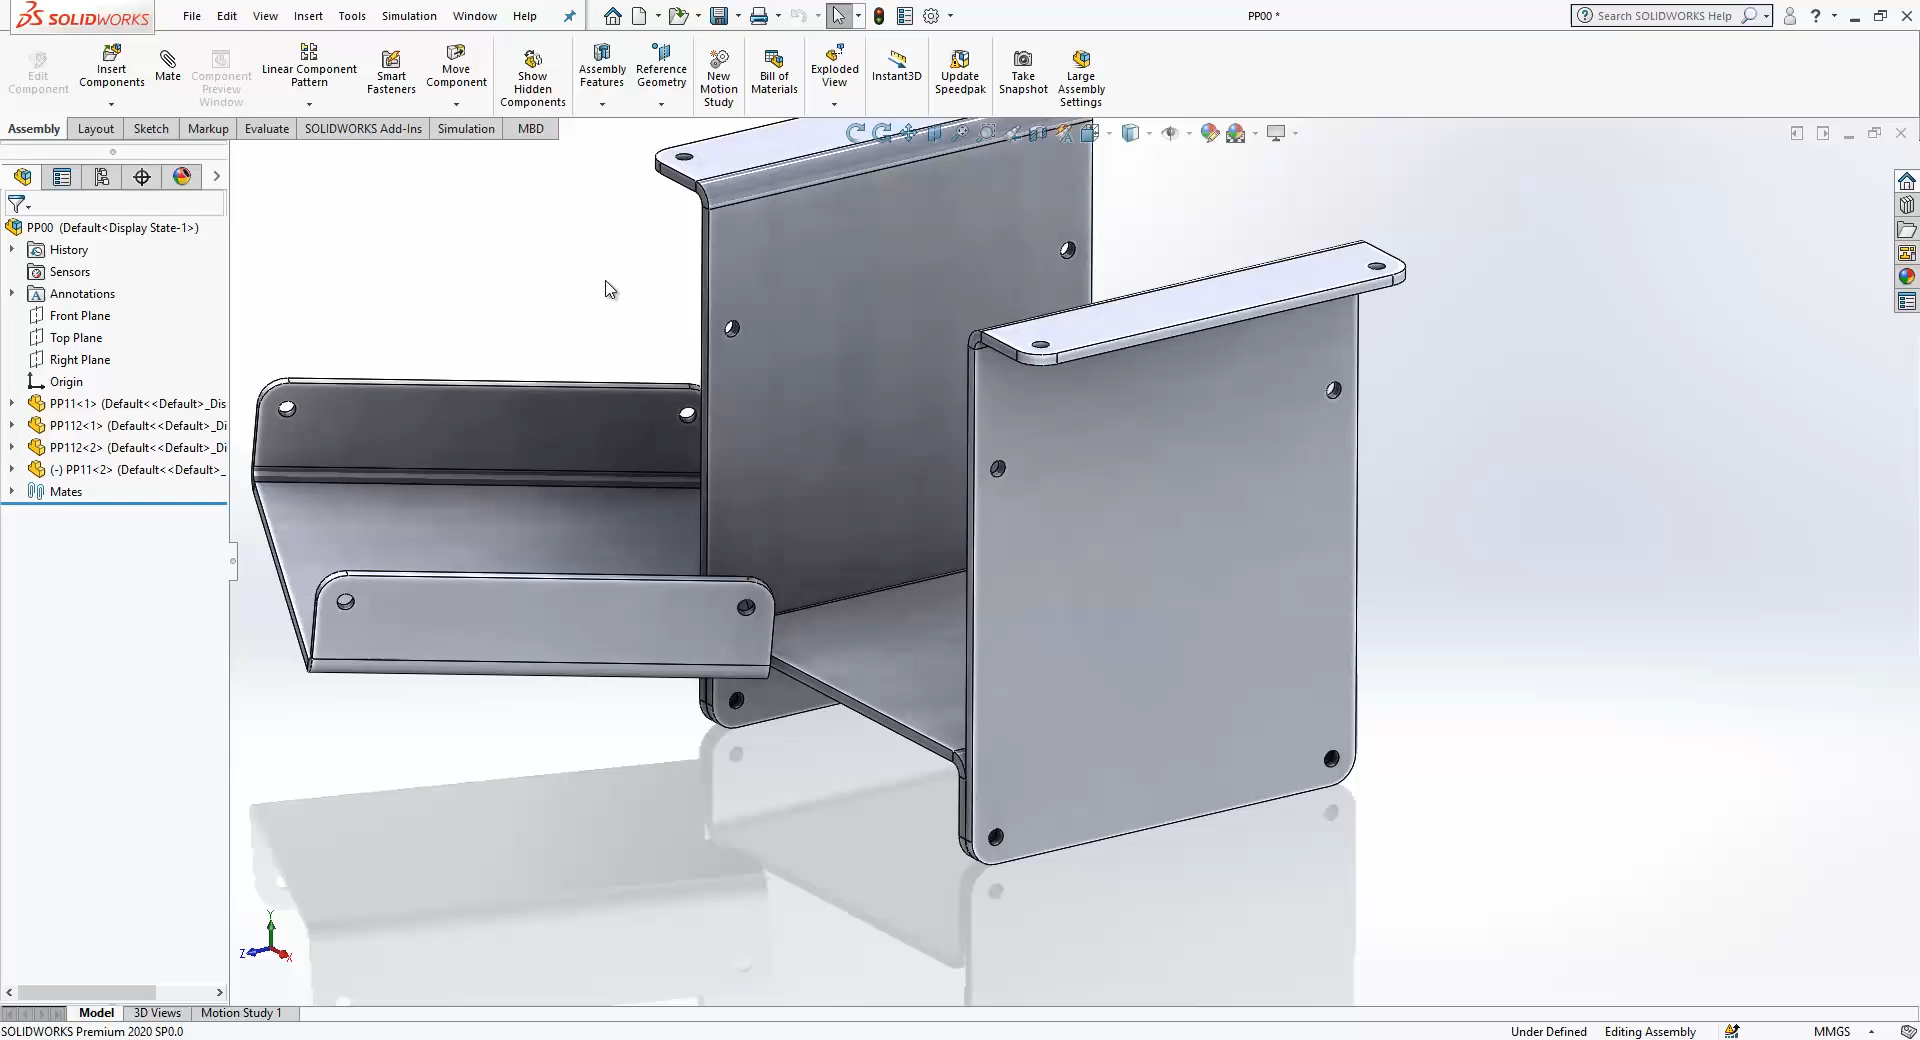 SOLIDWORKS
File Edit View Insert Tools Simulation Window Help
PP00 *
Search SOLIDWORKS Help
Edit Component
Insert Components
Mate
Component Preview Window
Linear Component Pattern
Smart Fasteners
Move Component
Show Hidden Components
Assembly Features
Reference Geometry
New Motion Study
Bill of Materials
Exploded View
Instant3D
Update Speedpak
Take Snapshot
Large Assembly Settings
Assembly Layout Sketch Markup Evaluate SOLIDWORKS Add-Ins Simulation MBD
PP00 (Default<Display State-1>)
History
Sensors
Annotations
Front Plane
Top Plane
Right Plane
Origin
PP11<1> (Default<<Default>_Dis
PP112<1> (Default<<Default>_Di
PP112<2> (Default<<Default>_Di
(-) PP11<2> (Default<<Default>_
Mates
Y
Z
X
Model 3D Views Motion Study 1
SOLIDWORKS Premium 2020 SP0.0
Under Defined Editing Assembly MMGS